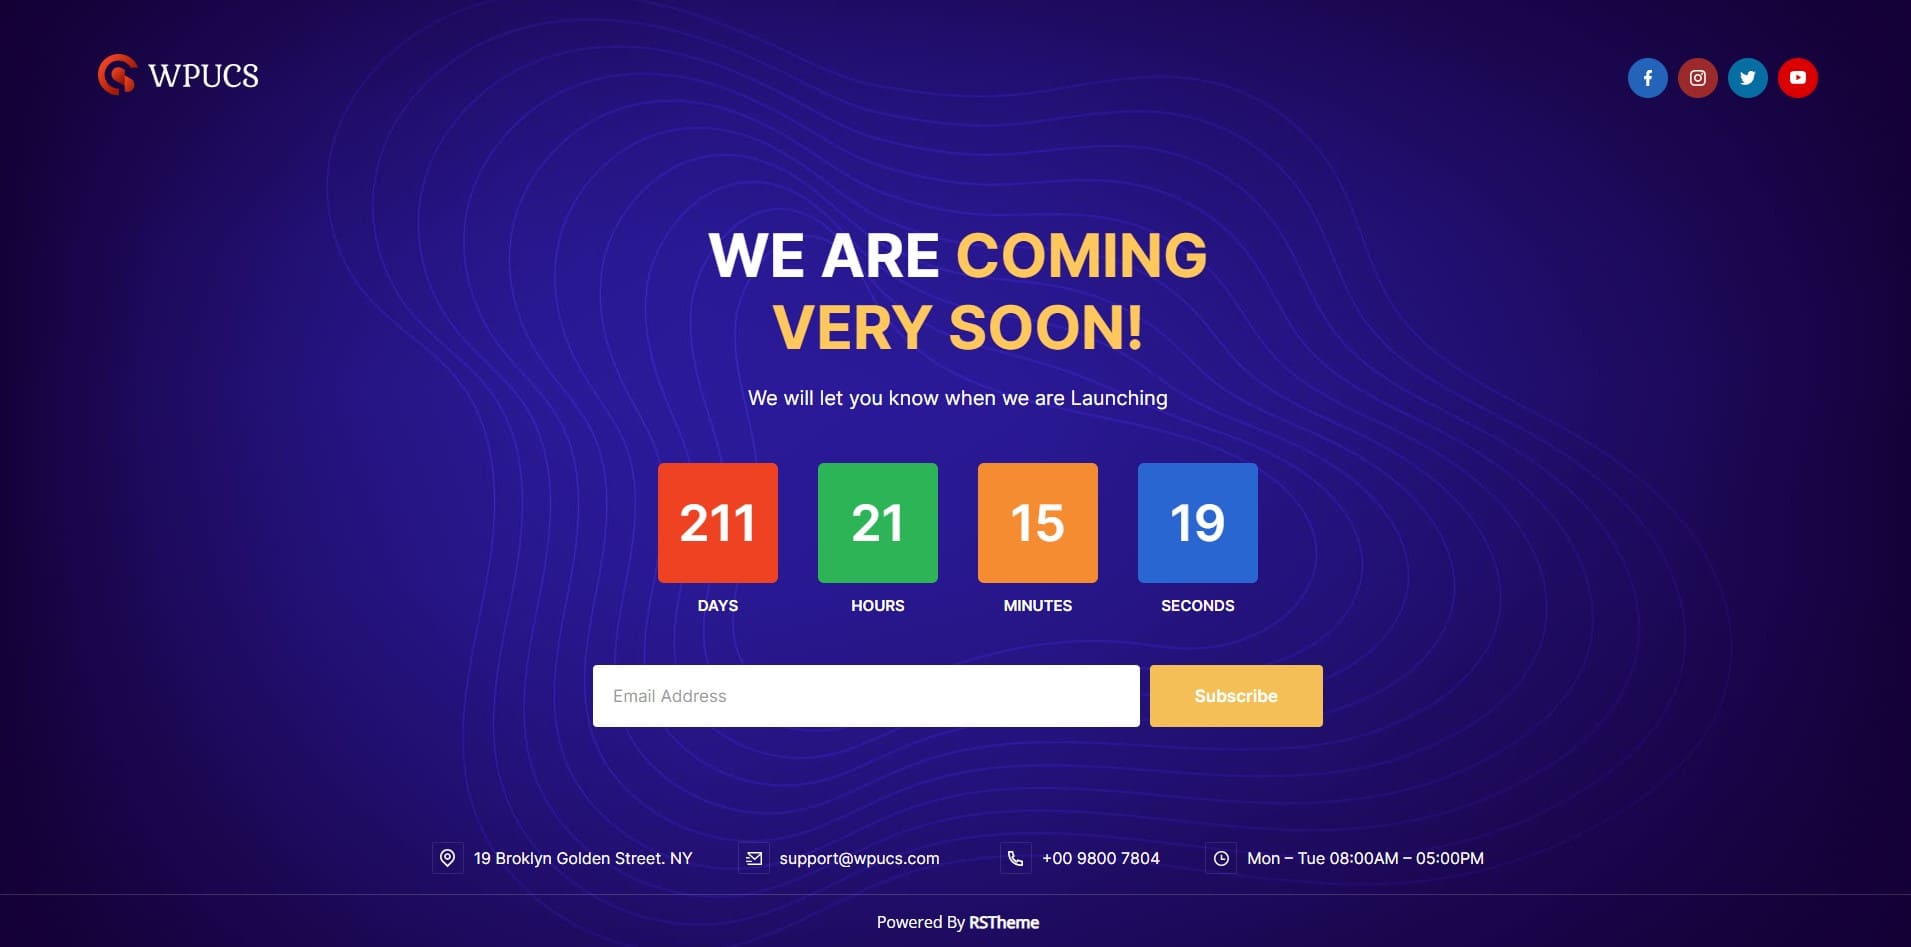 WPUCS
WE ARE COMING
VERY SOON!
We will let you know when we are Launching
211 21 15 19
DAYS HOURS MINUTES SECONDS
Email Address Subscribe
19 Broklyn Golden Street. NY support@wpucs.com +00 9800 7804 Mon – Tue 08:00AM – 05:00PM
Powered By RSTheme